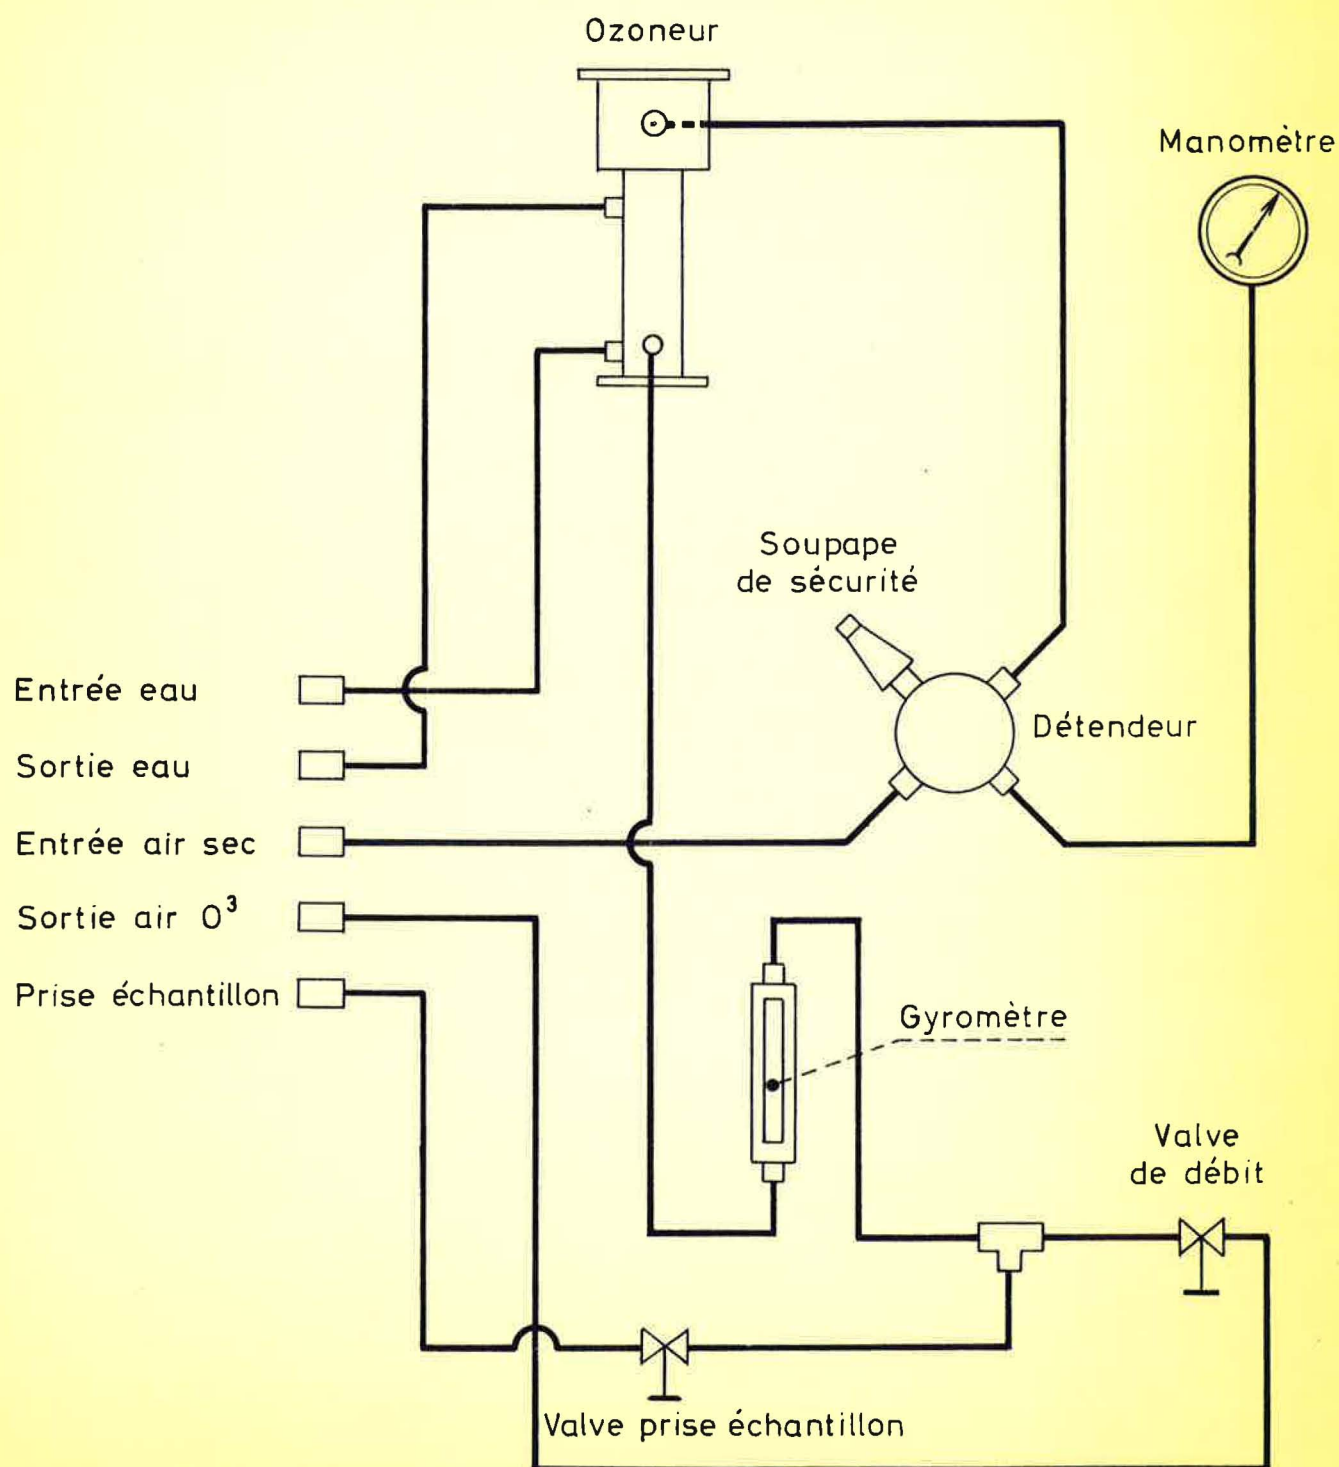 Ozoneur
Manomètre
Soupape
de sécurité
Détendeur
Entrée eau
Sortie eau
Entrée air sec
Sortie air O³
Prise échantillon
Gyromètre
Valve
de débit
Valve prise échantillon